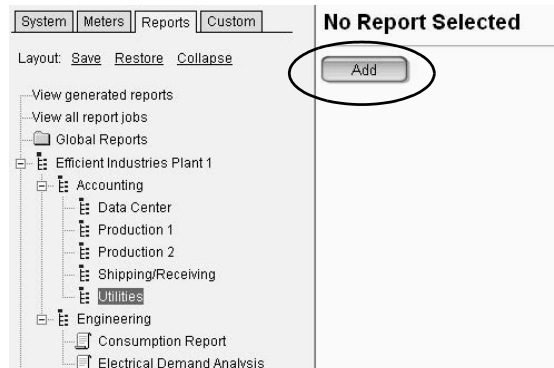 System Meters Reports Custom
Layout: Save Restore Collapse
View generated reports
View all report jobs
Global Reports
Efficient Industries Plant 1
Accounting
Data Center
Production 1
Production 2
Shipping/Receiving
Utilities
Engineering
Consumption Report
Electrical Demand Analysis
No Report Selected
Add